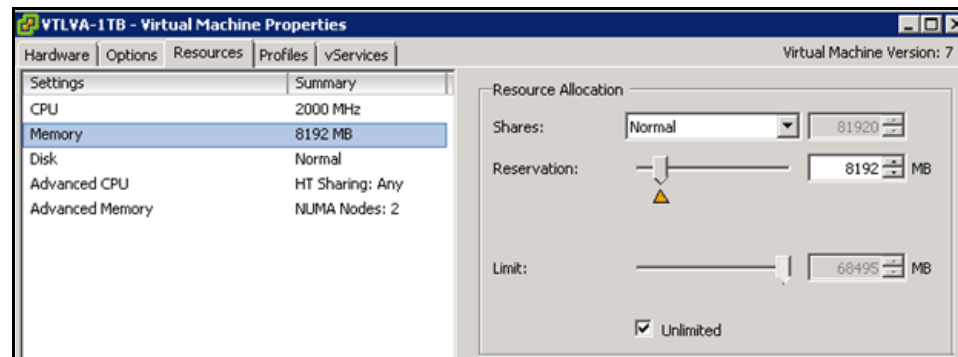 VTLVA-1TB - Virtual Machine Properties
Hardware Options Resources Profiles vServices Virtual Machine Version: 7
Settings Summary
CPU 2000 MHz
Memory 8192 MB
Disk Normal
Advanced CPU HT Sharing: Any
Advanced Memory NUMA Nodes: 2
Resource Allocation
Shares: Normal 81920
Reservation: 8192 MB
Limit: 68495 MB
Unlimited